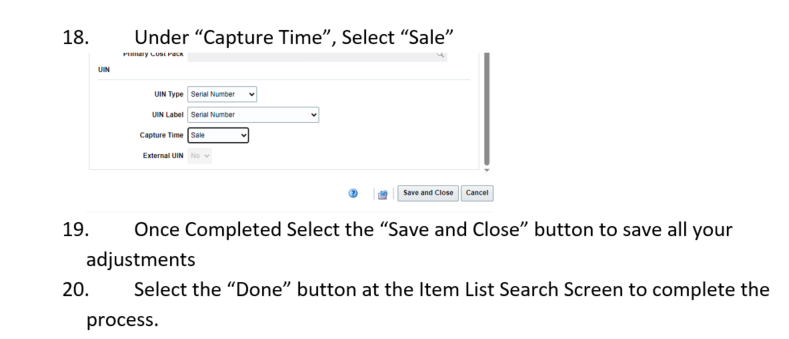 18. Under “Capture Time”, Select “Sale”
Primary Cost Pack
UIN
UIN Type Serial Number
UIN Label Serial Number
Capture Time Sale
External UIN No
Save and Close Cancel
19. Once Completed Select the “Save and Close” button to save all your
adjustments
20. Select the “Done” button at the Item List Search Screen to complete the
process.